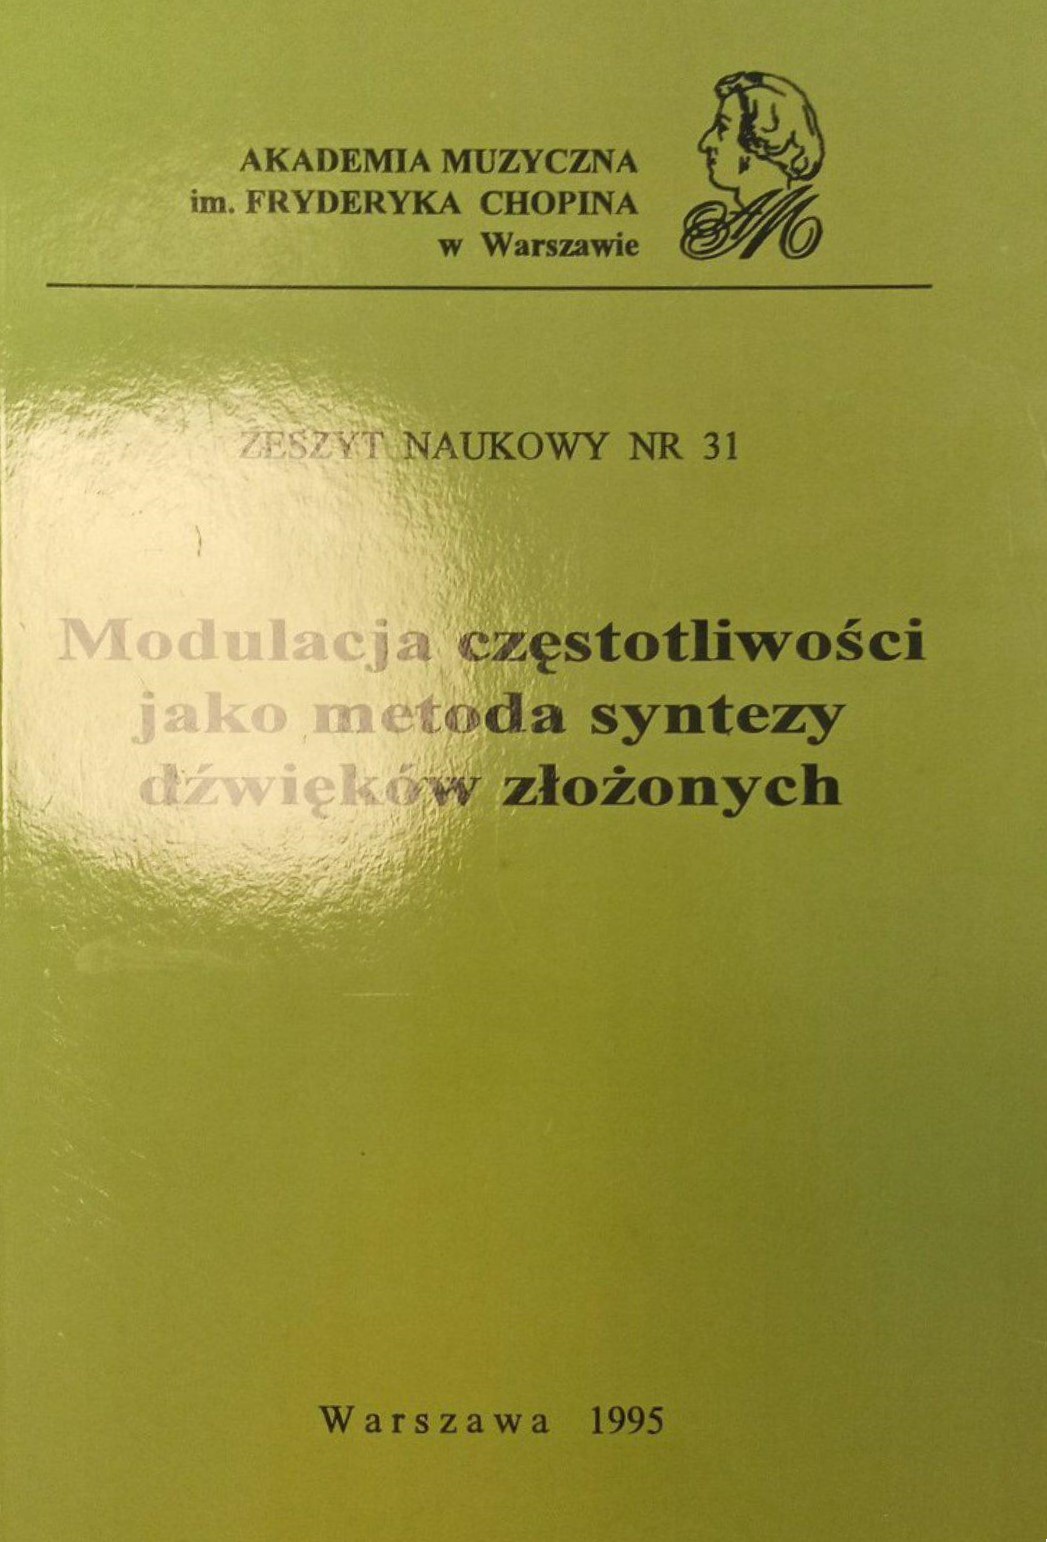 AKADEMIA MUZYCZNA
im. FRYDERYKA CHOPINA
w Warszawie
AM
ZESZYT NAUKOWY NR 31
Modulacja częstotliwości
jako metoda syntezy
dźwięków złożonych
Warszawa 1995